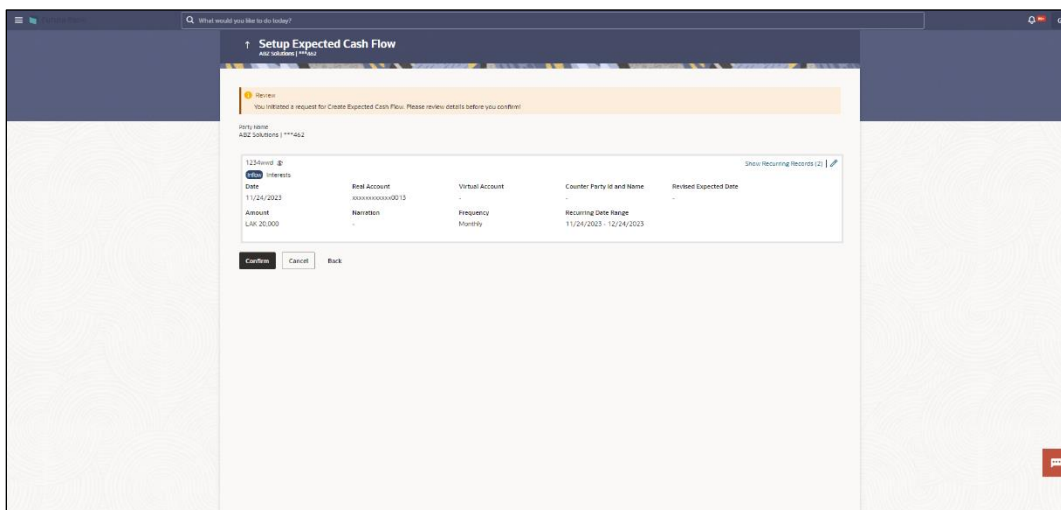 What would you like to do today?
↑ Setup Expected Cash Flow
ABZ Solutions | ***462
Review
You initiated a request for Create Expected Cash Flow. Please review details before you confirm!
Party Name
ABZ Solutions | ***462
1234wwd
Show Recurring Records (2)
Inflow Interests
Date Real Account Virtual Account Counter Party Id and Name Revised Expected Date
11/24/2023 xxxxxxxxxxxx0015 - - -
Amount Narration Frequency Recurring Date Range
LAK 20,000 - Monthly 11/24/2023 - 12/24/2023
Confirm Cancel Back